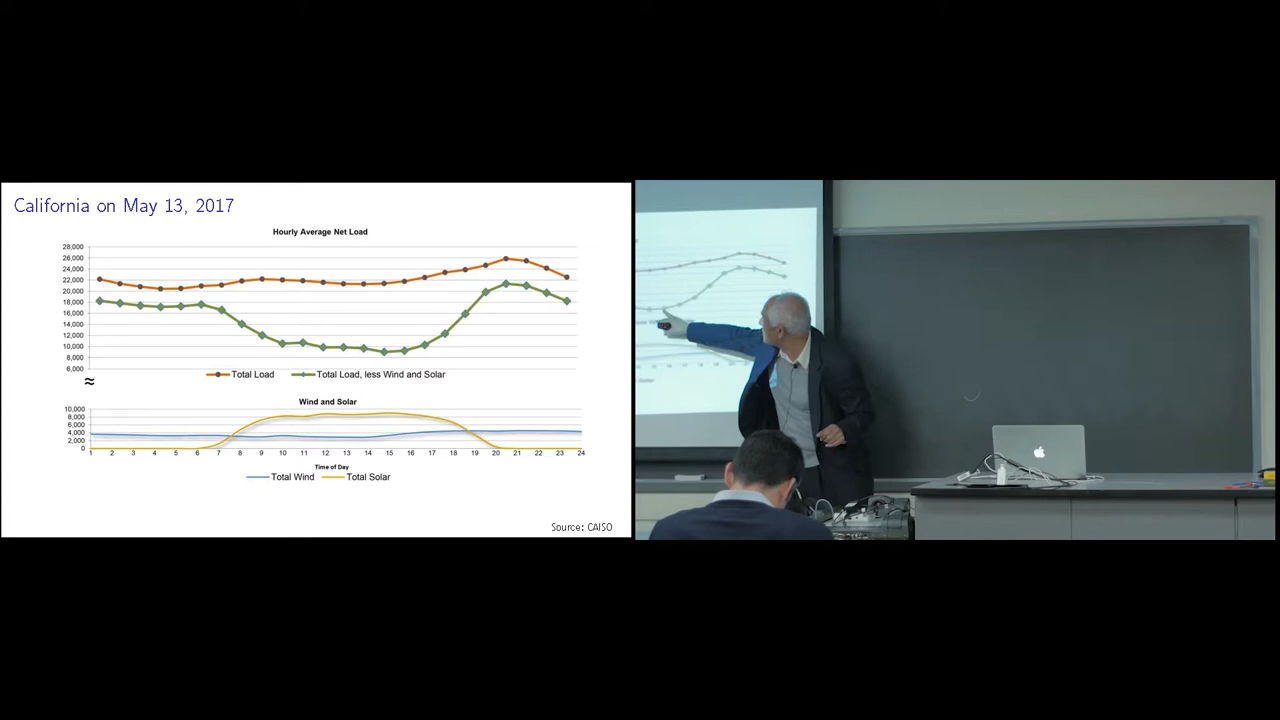 California on May 13, 2017
Hourly Average Net Load
28,000
26,000
24,000
22,000
20,000
18,000
16,000
14,000
12,000
10,000
8,000
6,000
≈
Total Load
Total Load, less Wind and Solar
Wind and Solar
10,000
8,000
6,000
4,000
2,000
0
1 2 3 4 5 6 7 8 9 10 11 12 13 14 15 16 17 18 19 20 21 22 23 24
Time of Day
Total Wind
Total Solar
Source: CAISO